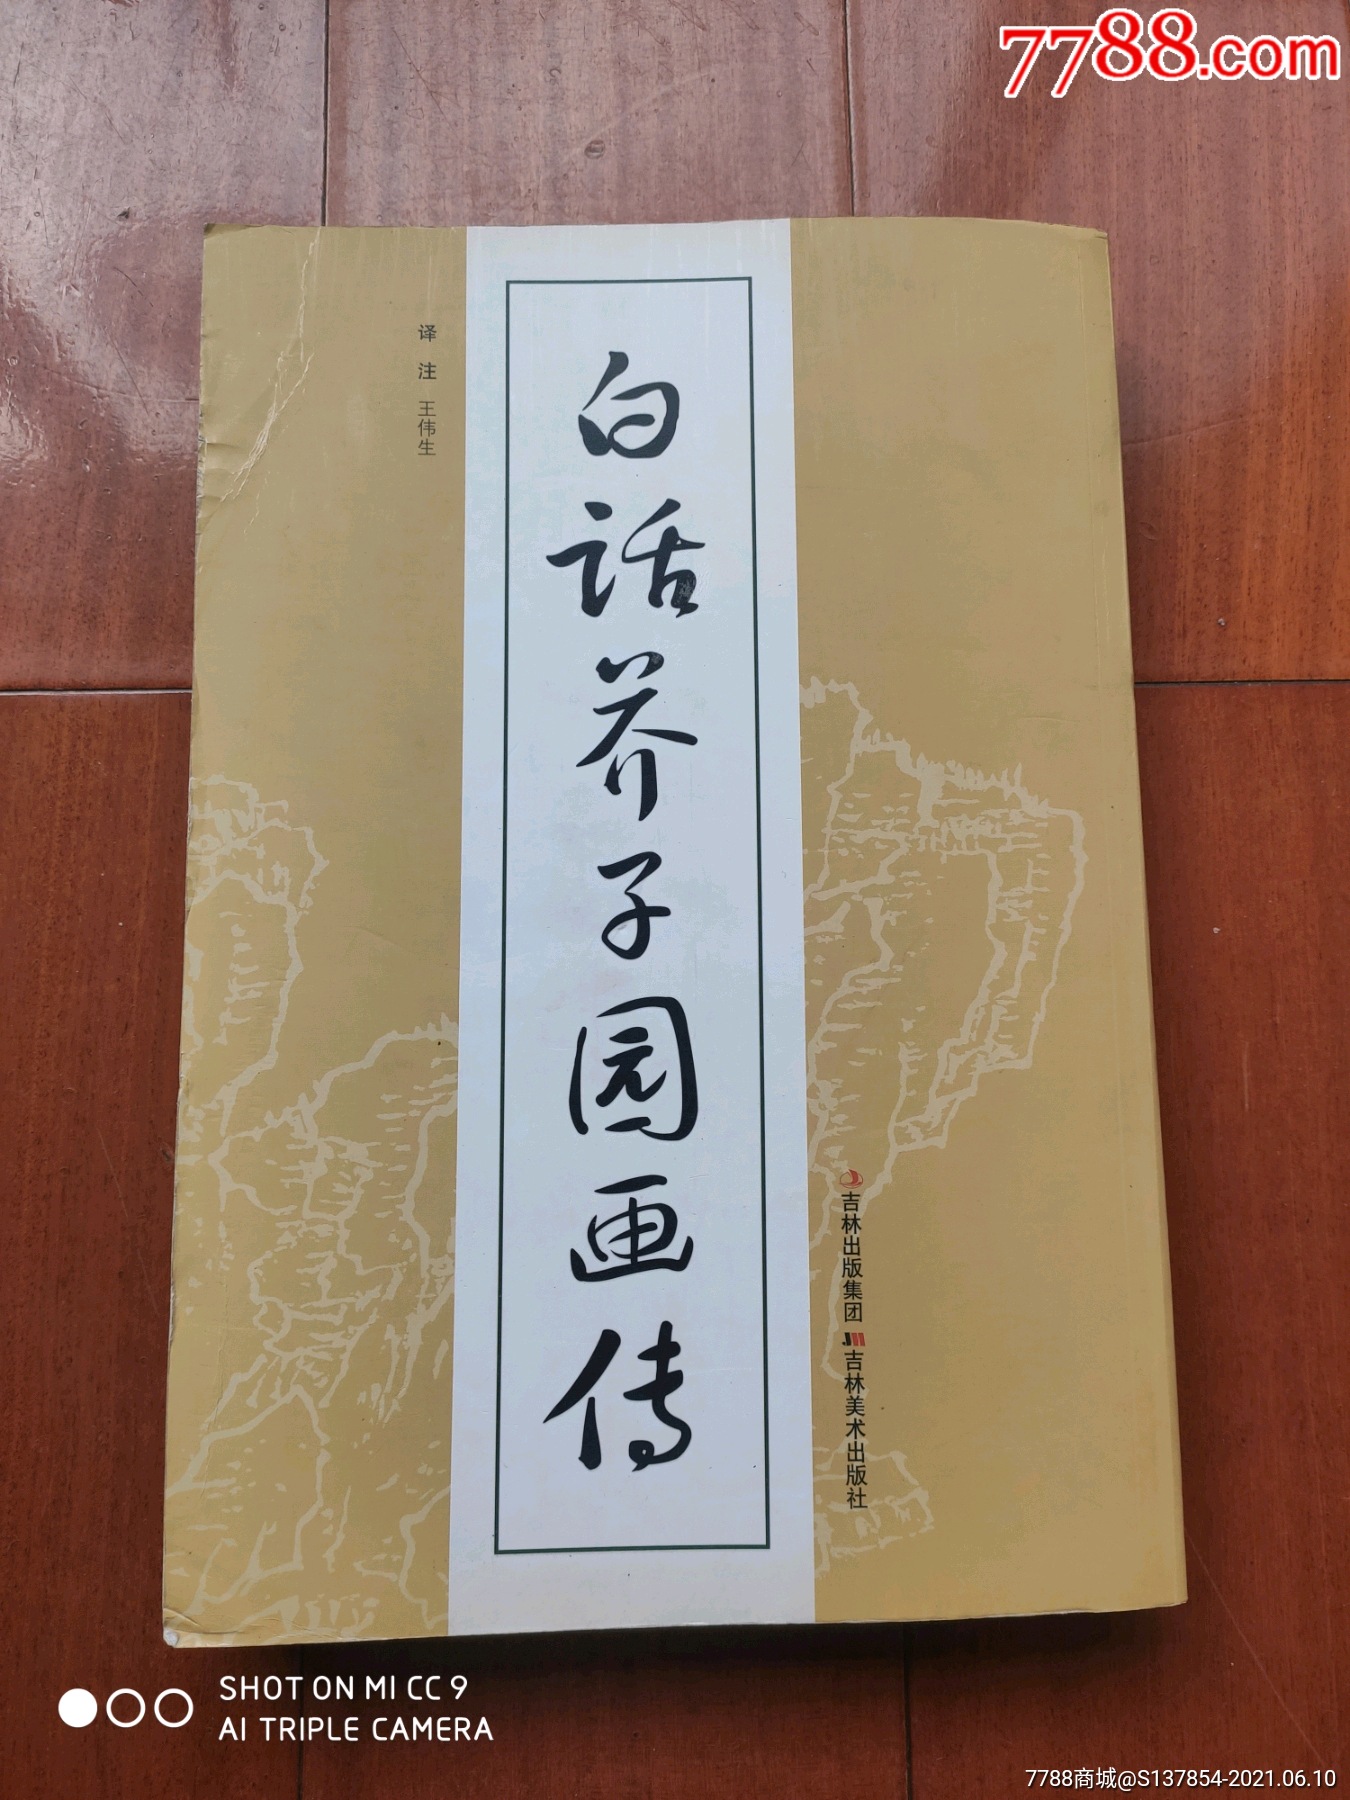 7788.com
译注 王伟生
白话芥子园画传
吉林出版集团
JM 吉林美术出版社
SHOT ON MI CC 9
AI TRIPLE CAMERA
7788商城@S137854-2021.06.10